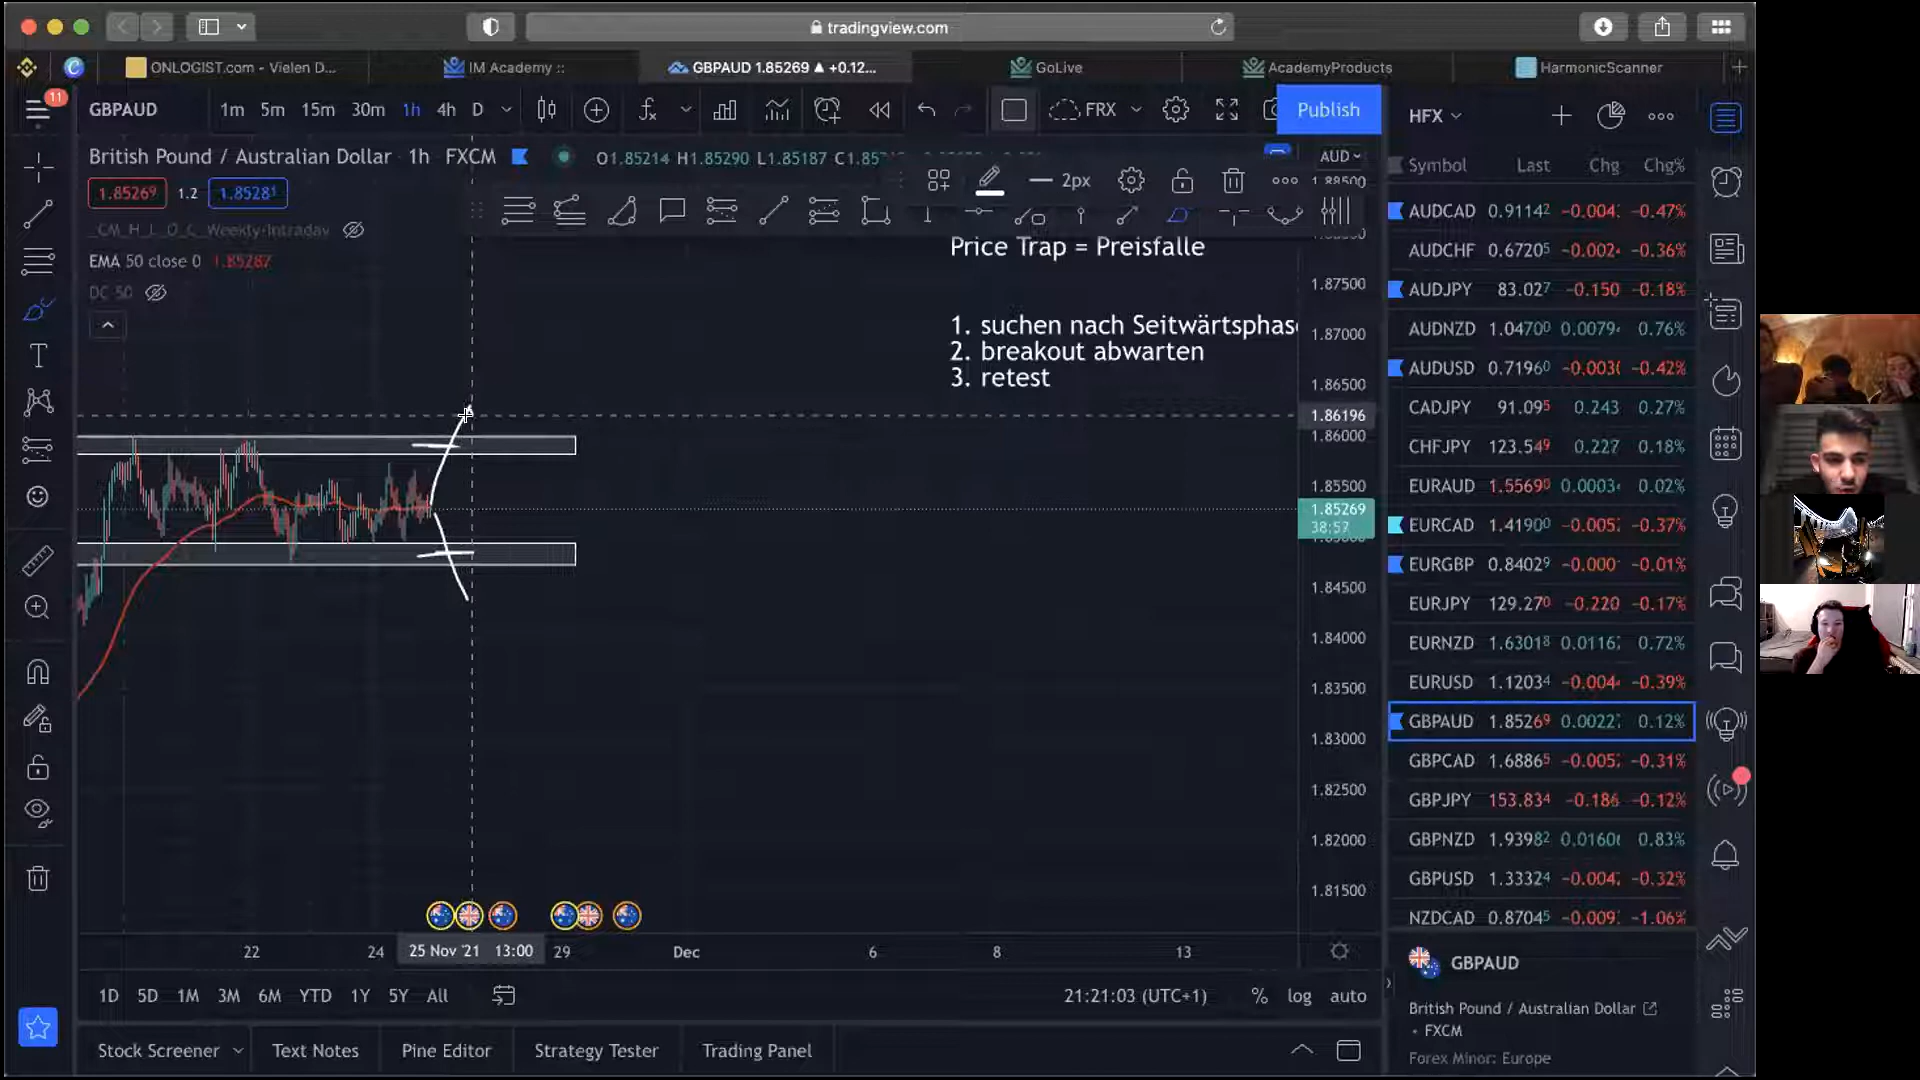 tradingview.com
ONLOGIST.com - Vielen D...
IM Academy ::
GBPAUD 1.85269 ▲ +0.12...
GoLive
AcademyProducts
HarmonicScanner
11
GBPAUD
1m 5m 15m 30m 1h 4h D
FRX
Publish
HFX
British Pound / Australian Dollar · 1h FXCM
O1.85214 H1.85290 L1.85187
AUD
1.85269 1.2 1.85281
2px
_CM_H_L_O_C_Weekly-Intraday
EMA 50 close 0 1.85287
DC 50
Price Trap = Preisfalle
1. suchen nach Seitwärtsphase
2. breakout abwarten
3. retest
1.88500
1.87500
1.87000
1.86500
1.86196
1.86000
1.85500
1.85269
38:57
1.84500
1.84000
1.83500
1.83000
1.82500
1.82000
1.81500
22 24 25 Nov '21 13:00 29 Dec 6 8 13
1D 5D 1M 3M 6M YTD 1Y 5Y All
21:21:03 (UTC+1) % log auto
Stock Screener Text Notes Pine Editor Strategy Tester Trading Panel
Symbol Last Chg Chg%
AUDCAD 0.91142 -0.004 -0.47%
AUDCHF 0.67205 -0.002 -0.36%
AUDJPY 83.027 -0.150 -0.18%
AUDNZD 1.04700 0.0079 0.76%
AUDUSD 0.71960 -0.003 -0.42%
CADJPY 91.095 0.243 0.27%
CHFJPY 123.549 0.227 0.18%
EURAUD 1.55690 0.0003 0.02%
EURCAD 1.41900 -0.005 -0.37%
EURGBP 0.84029 -0.000 -0.01%
EURJPY 129.270 -0.220 -0.17%
EURNZD 1.63018 0.0116 0.72%
EURUSD 1.12034 -0.004 -0.39%
GBPAUD 1.85269 0.0022 0.12%
GBPCAD 1.68865 -0.005 -0.31%
GBPJPY 153.834 -0.186 -0.12%
GBPNZD 1.93982 0.0160 0.83%
GBPUSD 1.33324 -0.004 -0.32%
NZDCAD 0.87045 -0.009 -1.06%
GBPAUD
British Pound / Australian Dollar
• FXCM
Forex Minor: Europe